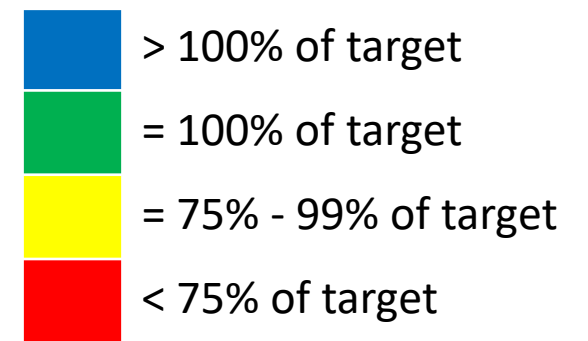 > 100% of target
= 100% of target
= 75% - 99% of target
< 75% of target